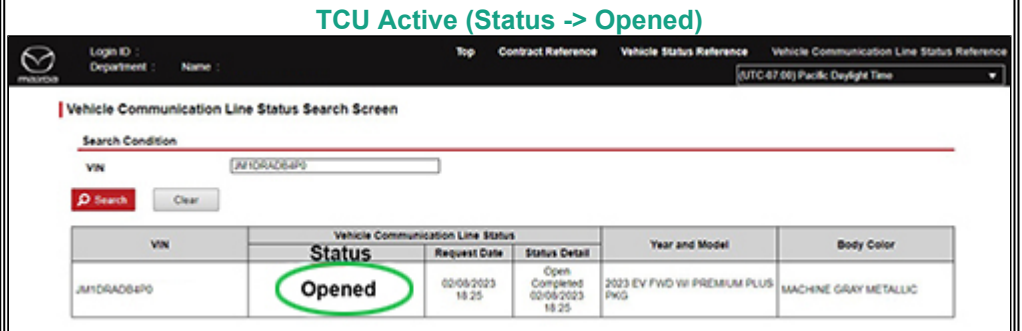 TCU Active (Status -> Opened)
mazda
Login ID :
Department : Name :
Top Contract Reference Vehicle Status Reference Vehicle Communication Line Status Reference
(UTC-07:00) Pacific Daylight Time
Vehicle Communication Line Status Search Screen
Search Condition
VIN JM1DRADB4P0
Search Clear
VIN Vehicle Communication Line Status Year and Model Body Color
Status Request Date Status Detail
JM1DRADB4P0 Opened 02/08/2023 18:25 Open Completed 02/08/2023 18:25 2023 EV FWD W/ PREMIUM PLUS PKG MACHINE GRAY METALLIC